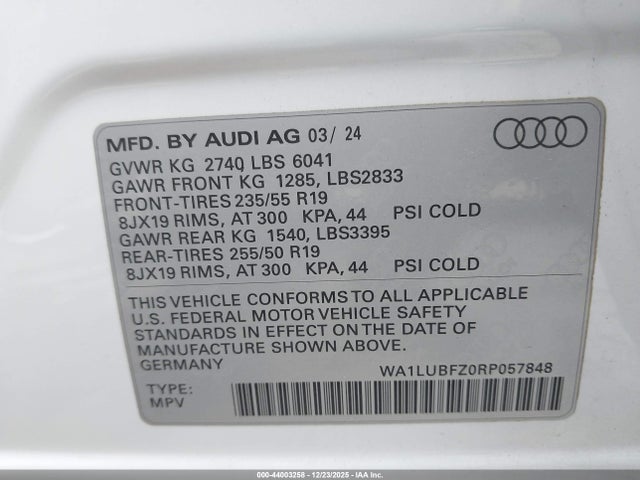 MFD. BY AUDI AG 03/ 24
GVWR KG 2740 LBS 6041
GAWR FRONT KG 1285, LBS2833
FRONT-TIRES 235/55 R19
8JX19 RIMS, AT 300 KPA, 44 PSI COLD
GAWR REAR KG 1540, LBS3395
REAR-TIRES 255/50 R19
8JX19 RIMS, AT 300 KPA, 44 PSI COLD
THIS VEHICLE CONFORMS TO ALL APPLICABLE
U.S. FEDERAL MOTOR VEHICLE SAFETY
STANDARDS IN EFFECT ON THE DATE OF
MANUFACTURE SHOWN ABOVE.
GERMANY
WA1LUBFZ0RP057848
TYPE:
MPV
000-44003258 - 12/23/2025 - IAA Inc.